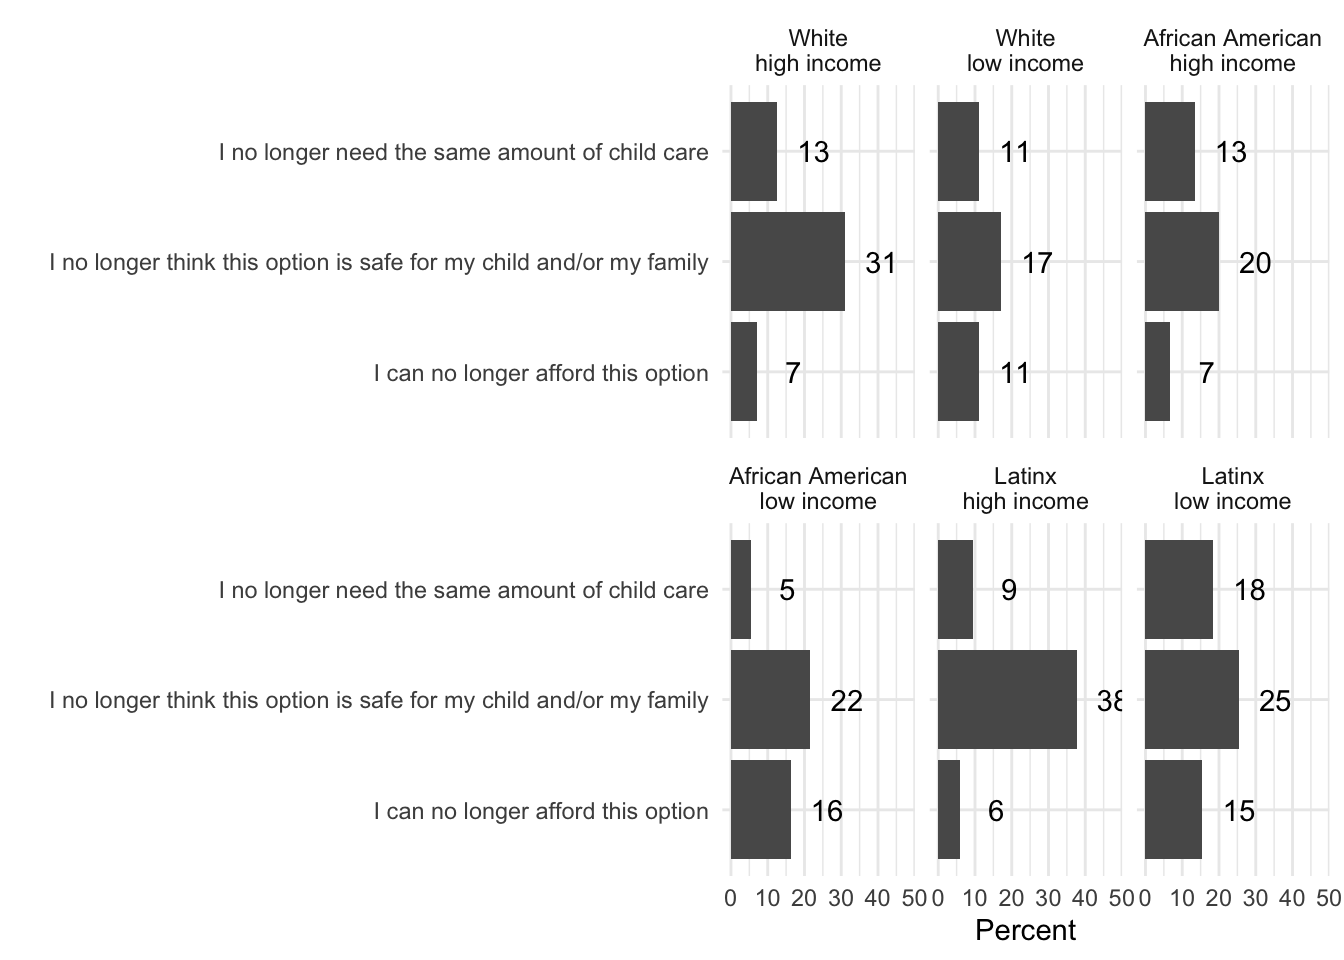 White
high income
White
low income
African American
high income
I no longer need the same amount of child care
13
11
13
I no longer think this option is safe for my child and/or my family
31
17
20
I can no longer afford this option
7
11
7
African American
low income
Latinx
high income
Latinx
low income
I no longer need the same amount of child care
5
9
18
I no longer think this option is safe for my child and/or my family
22
38
25
I can no longer afford this option
16
6
15
0 10 20 30 40 50 0 10 20 30 40 50 0 10 20 30 40 50
Percent